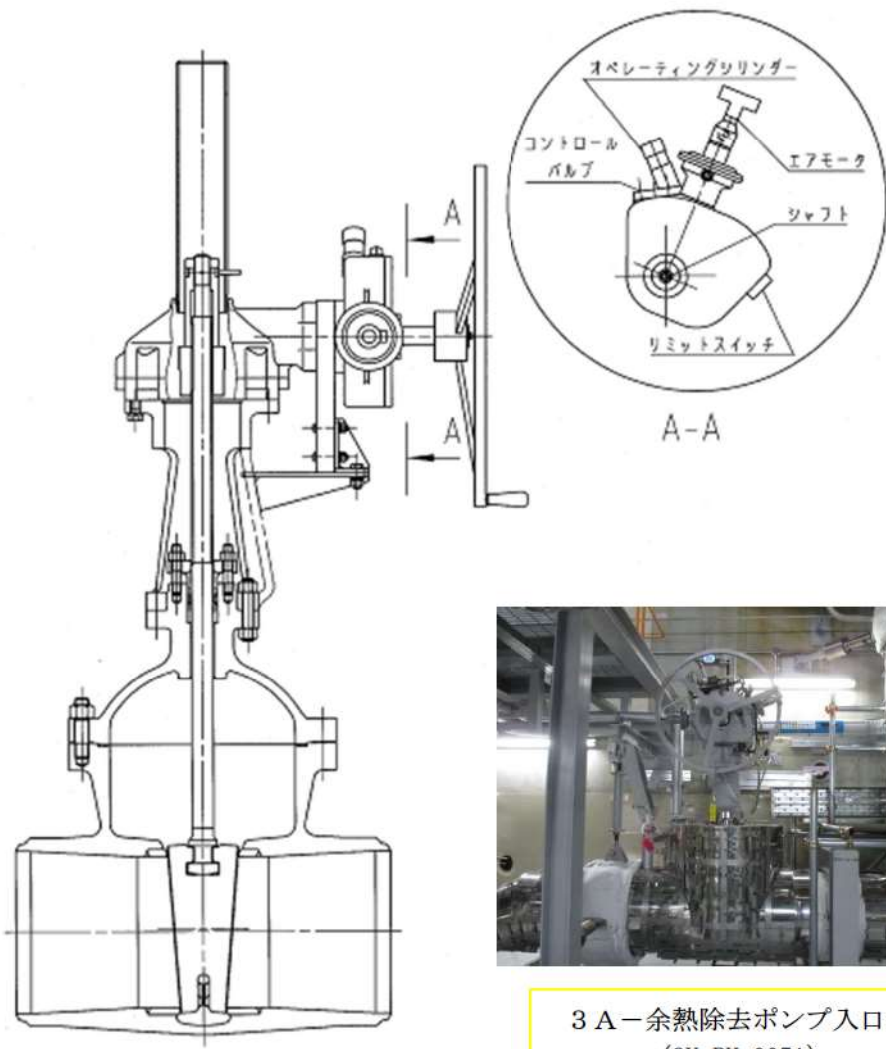 オペレーティングシリンダー
コントロール
バルブ
エアモータ
シャフト
リミットスイッチ
A
A
A-A
3A-余熱除去ポンプ入口